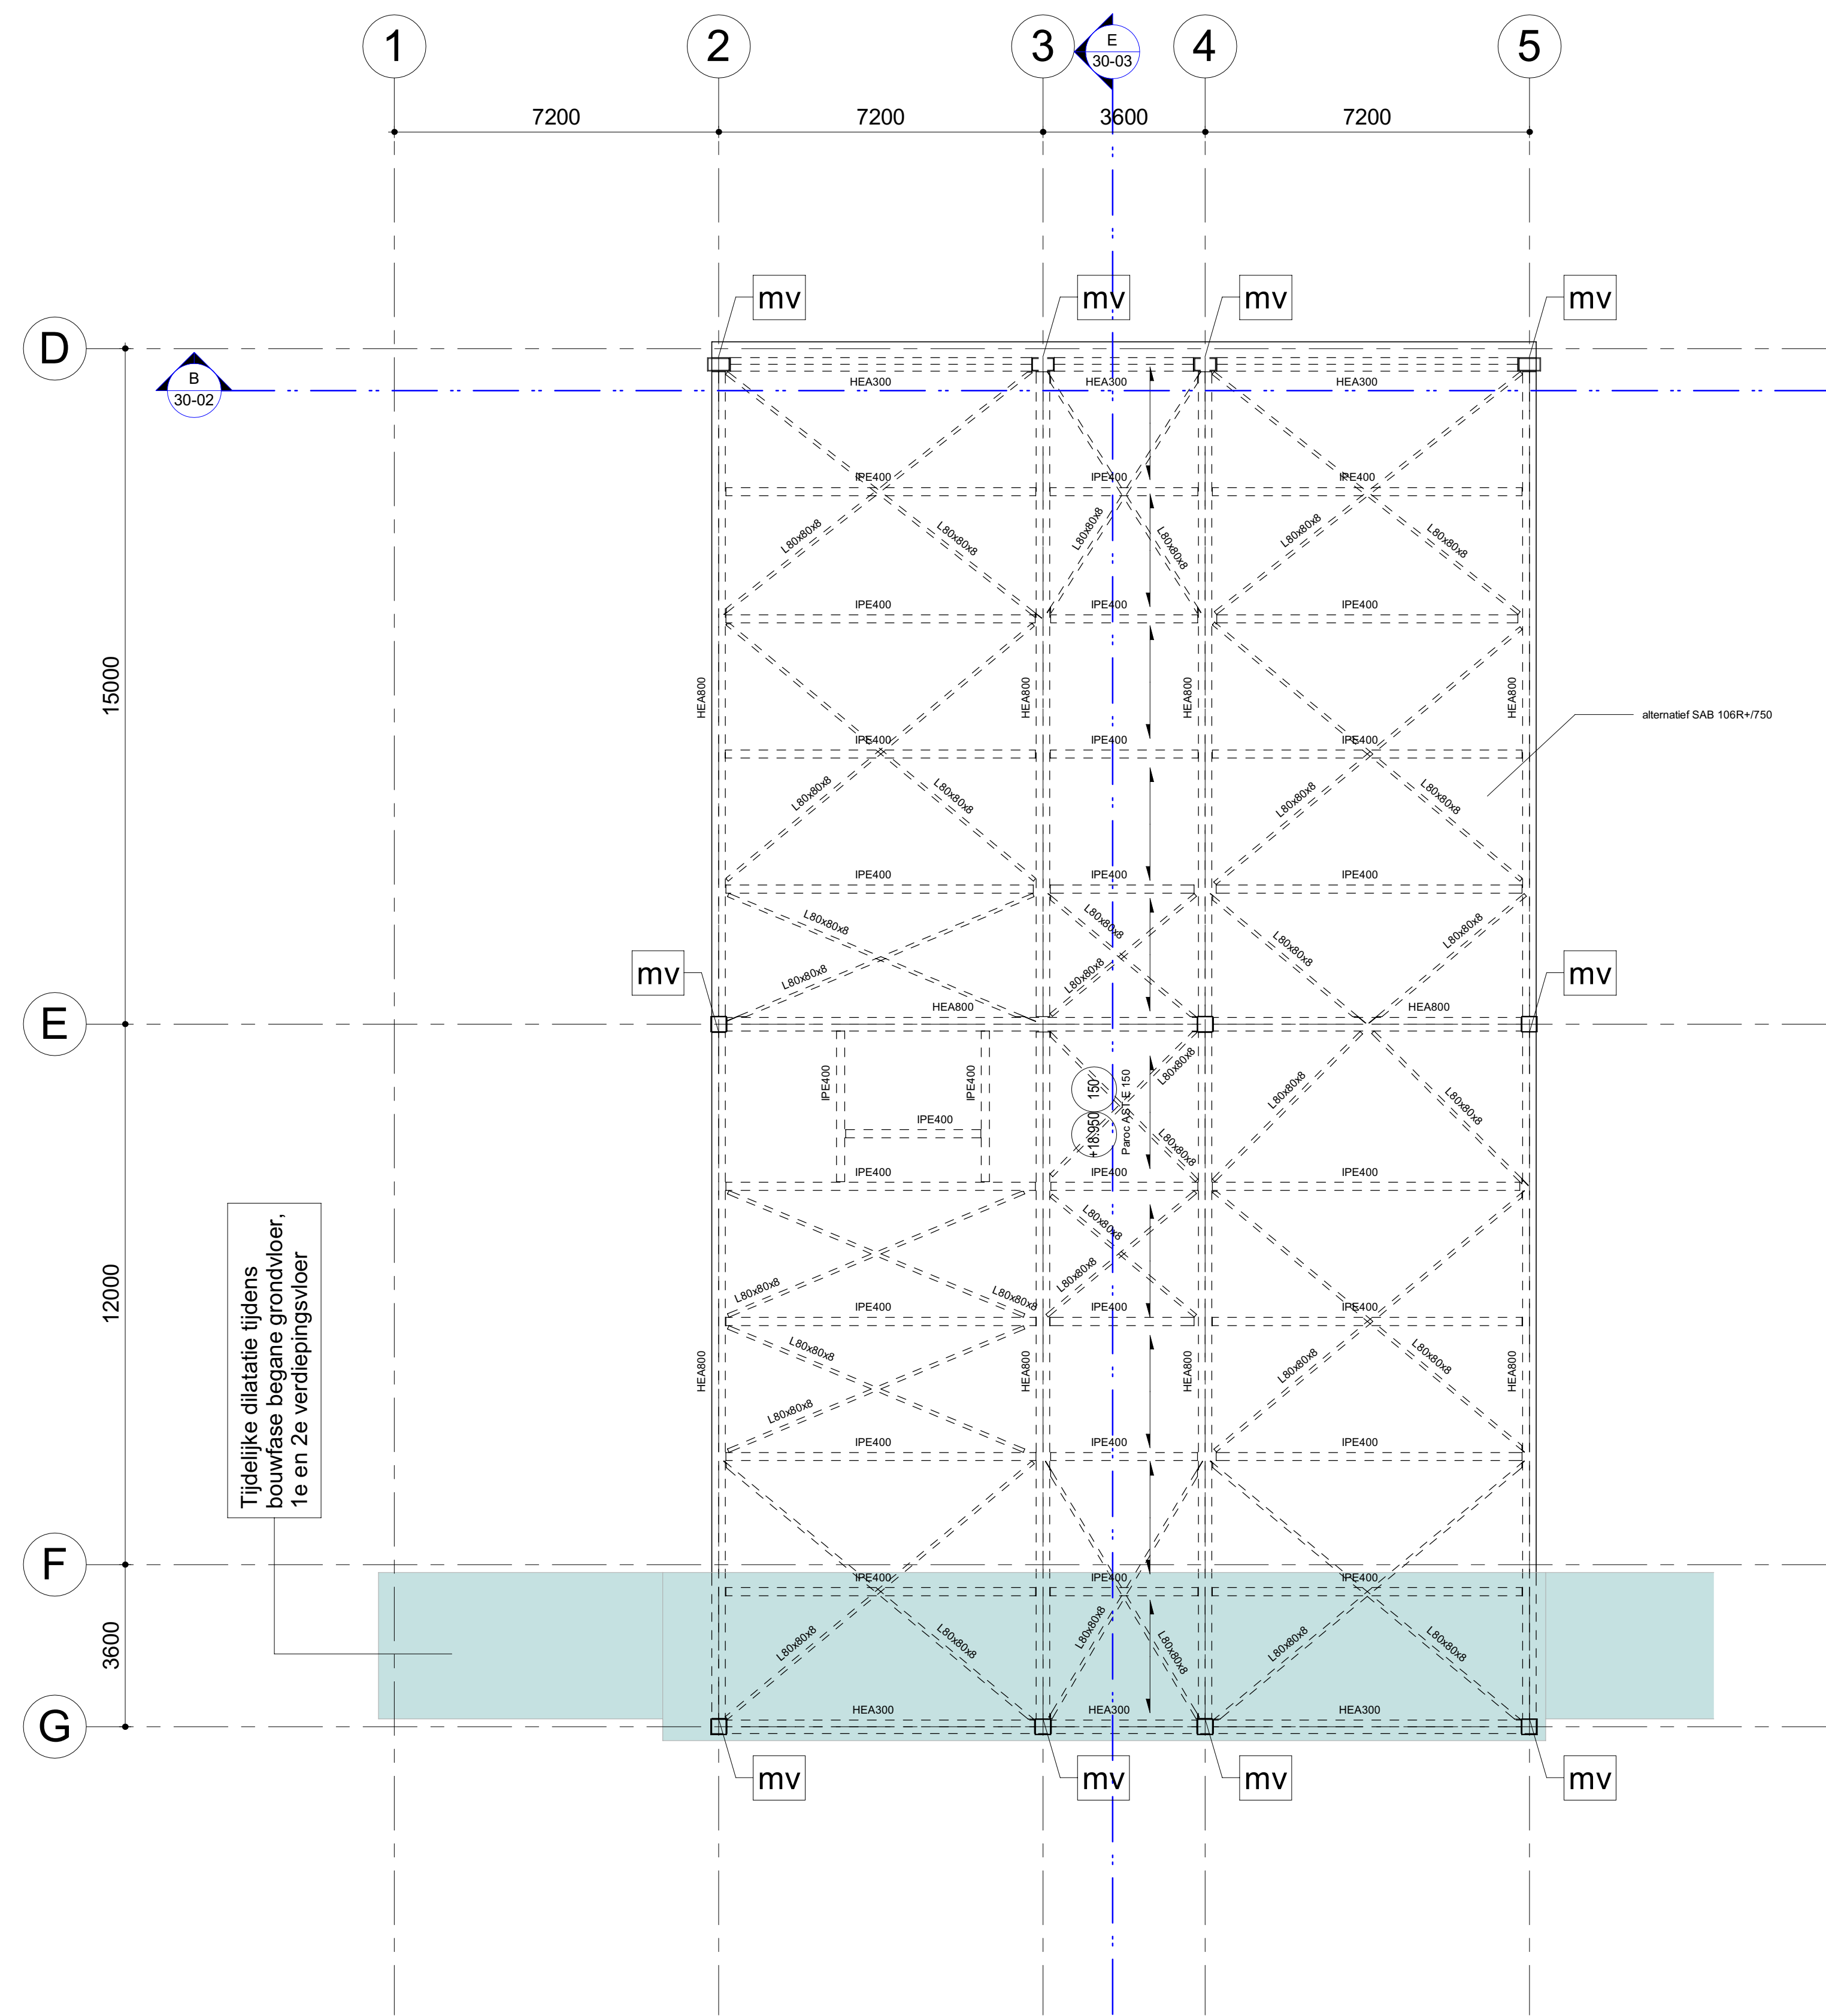 1
2
3
4
5
E
30-03
7200
7200
3600
7200
mv
mv
mv
mv
D
B
30-02
HEA300
HEA300
HEA300
IPE400
IPE400
IPE400
L80x80x8
L80x80x8
L80x80x8
L80x80x8
L80x80x8
L80x80x8
IPE400
IPE400
IPE400
15000
HEA800
HEA800
HEA800
HEA800
alternatief SAB 106R+/750
IPE400
IPE400
IPE400
L80x80x8
L80x80x8
L80x80x8
L80x80x8
IPE400
IPE400
IPE400
L80x80x8
L80x80x8
L80x80x8
L80x80x8
L80x80x8
L80x80x8
mv
mv
E
HEA800
HEA800
IPE400
IPE400
IPE400
150
+18.950
Paroc AST E 150
L80x80x8
L80x80x8
L80x80x8
L80x80x8
IPE400
IPE400
IPE400
Tijdelijke dilatatie tijdens
bouwfase begane grondvloer,
1e en 2e verdiepingsvloer
12000
L80x80x8
L80x80x8
L80x80x8
L80x80x8
IPE400
IPE400
IPE400
L80x80x8
L80x80x8
L80x80x8
L80x80x8
HEA800
HEA800
HEA800
HEA800
IPE400
IPE400
IPE400
F
IPE400
IPE400
IPE400
3600
L80x80x8
L80x80x8
L80x80x8
L80x80x8
L80x80x8
L80x80x8
G
HEA300
HEA300
HEA300
mv
mv
mv
mv